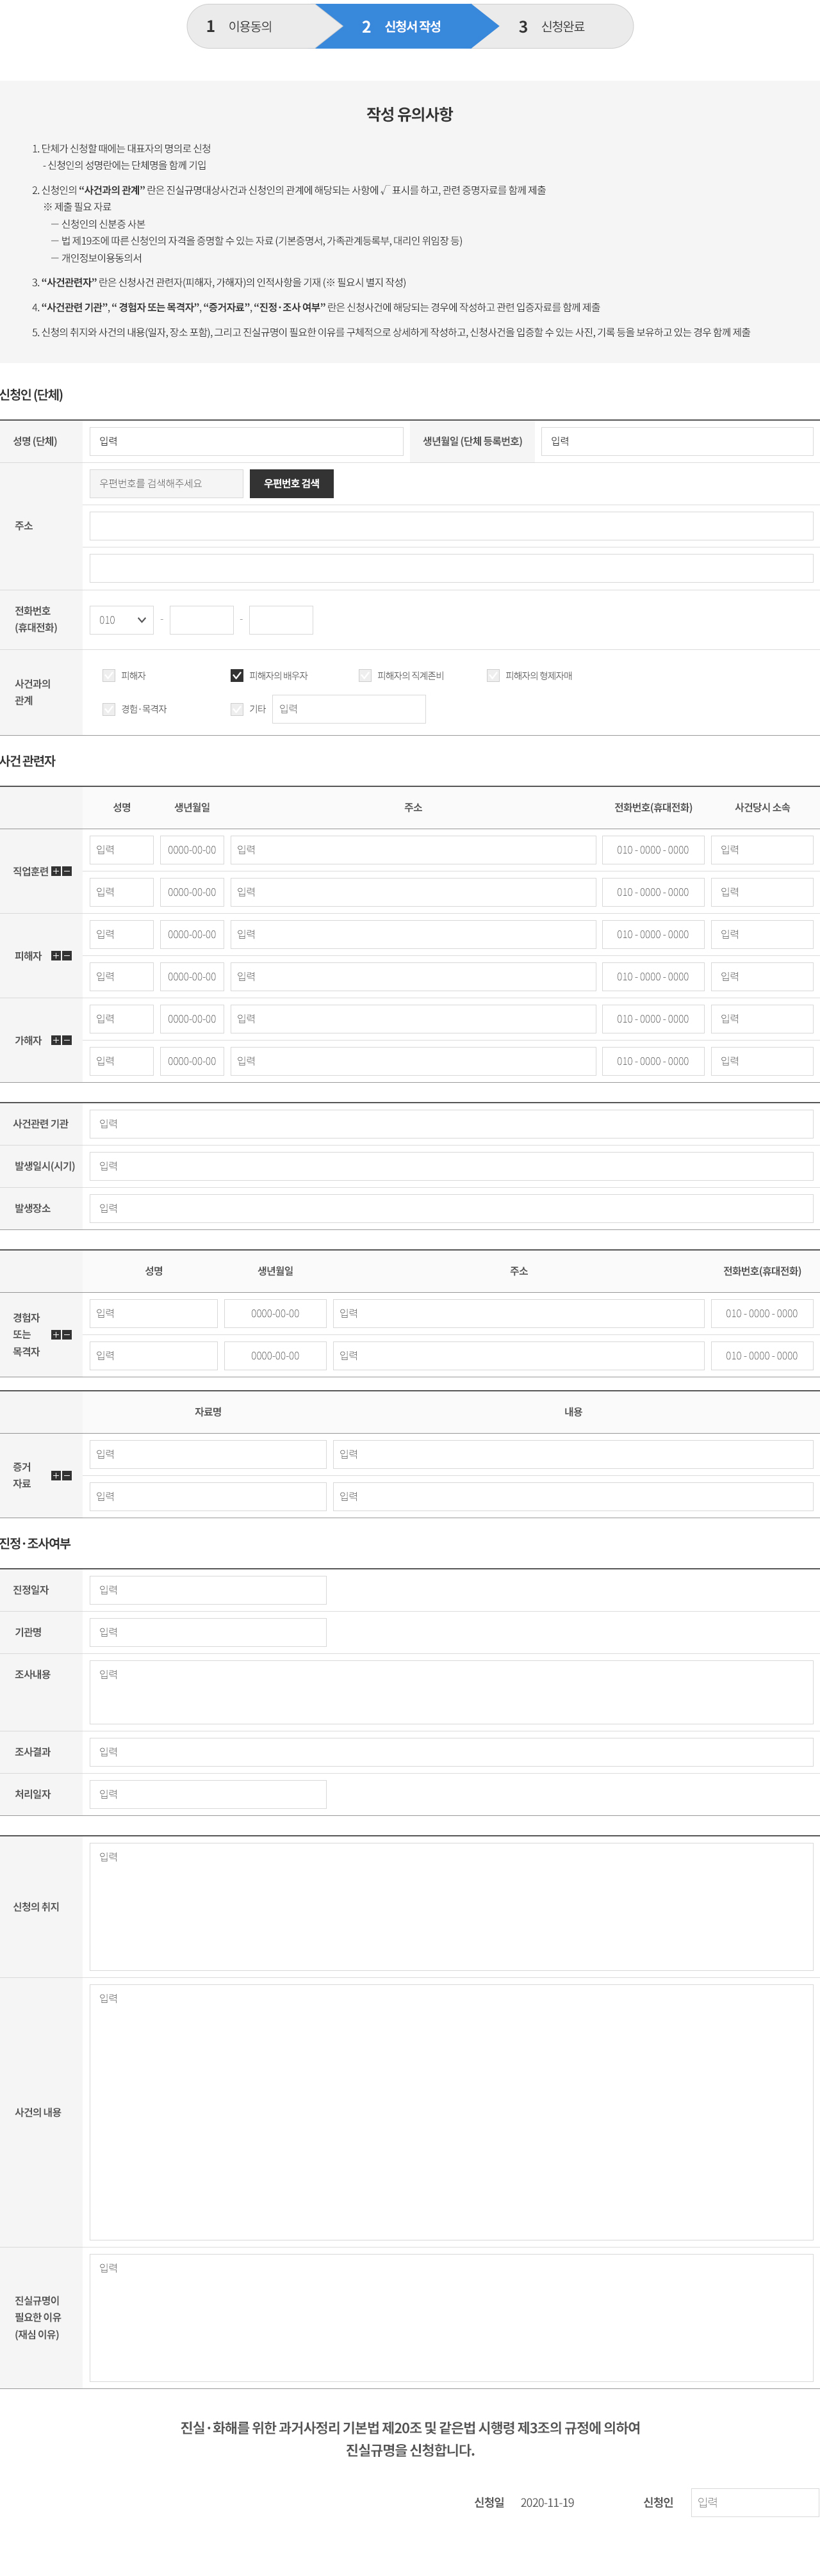 1 이용동의 2 신청서 작성 3 신청완료
작성 유의사항
1. 단체가 신청할 때에는 대표자의 명의로 신청
- 신청인의 성명란에는 단체명을 함께 기입
2. 신청인의 “사건과의 관계” 란은 진실규명대상사건과 신청인의 관계에 해당되는 사항에 √ 표시를 하고, 관련 증명자료를 함께 제출
※ 제출 필요 자료
ㅡ 신청인의 신분증 사본
ㅡ 법 제19조에 따른 신청인의 자격을 증명할 수 있는 자료 (기본증명서, 가족관계등록부, 대리인 위임장 등)
ㅡ 개인정보이용동의서
3. “사건관련자” 란은 신청사건 관련자(피해자, 가해자)의 인적사항을 기재 (※ 필요시 별지 작성)
4. “사건관련 기관”, “ 경험자 또는 목격자”, “증거자료”, “진정·조사 여부” 란은 신청사건에 해당되는 경우에 작성하고 관련 입증자료를 함께 제출
5. 신청의 취지와 사건의 내용(일자, 장소 포함), 그리고 진실규명이 필요한 이유를 구체적으로 상세하게 작성하고, 신청사건을 입증할 수 있는 사진, 기록 등을 보유하고 있는 경우 함께 제출
신청인 (단체)
성명 (단체) 입력 생년월일 (단체 등록번호) 입력
우편번호를 검색해주세요 우편번호 검색
주소
전화번호
(휴대전화)
010 - -
사건과의
관계
피해자 피해자의 배우자 피해자의 직계존비 피해자의 형제자매
경험·목격자 기타 입력
사건 관련자
성명 생년월일 주소 전화번호(휴대전화) 사건당시 소속
직업훈련 + −
입력 0000-00-00 입력 010 - 0000 - 0000 입력
입력 0000-00-00 입력 010 - 0000 - 0000 입력
피해자 + −
입력 0000-00-00 입력 010 - 0000 - 0000 입력
입력 0000-00-00 입력 010 - 0000 - 0000 입력
가해자 + −
입력 0000-00-00 입력 010 - 0000 - 0000 입력
입력 0000-00-00 입력 010 - 0000 - 0000 입력
사건관련 기관 입력
발생일시(시기) 입력
발생장소 입력
성명 생년월일 주소 전화번호(휴대전화)
경험자
또는 + −
목격자
입력 0000-00-00 입력 010 - 0000 - 0000
입력 0000-00-00 입력 010 - 0000 - 0000
자료명 내용
증거
자료 + −
입력 입력
입력 입력
진정·조사여부
진정일자 입력
기관명 입력
조사내용 입력
조사결과 입력
처리일자 입력
신청의 취지 입력
사건의 내용 입력
진실규명이
필요한 이유
(재심 이유)
입력
진실·화해를 위한 과거사정리 기본법 제20조 및 같은법 시행령 제3조의 규정에 의하여
진실규명을 신청합니다.
신청일 2020-11-19 신청인 입력